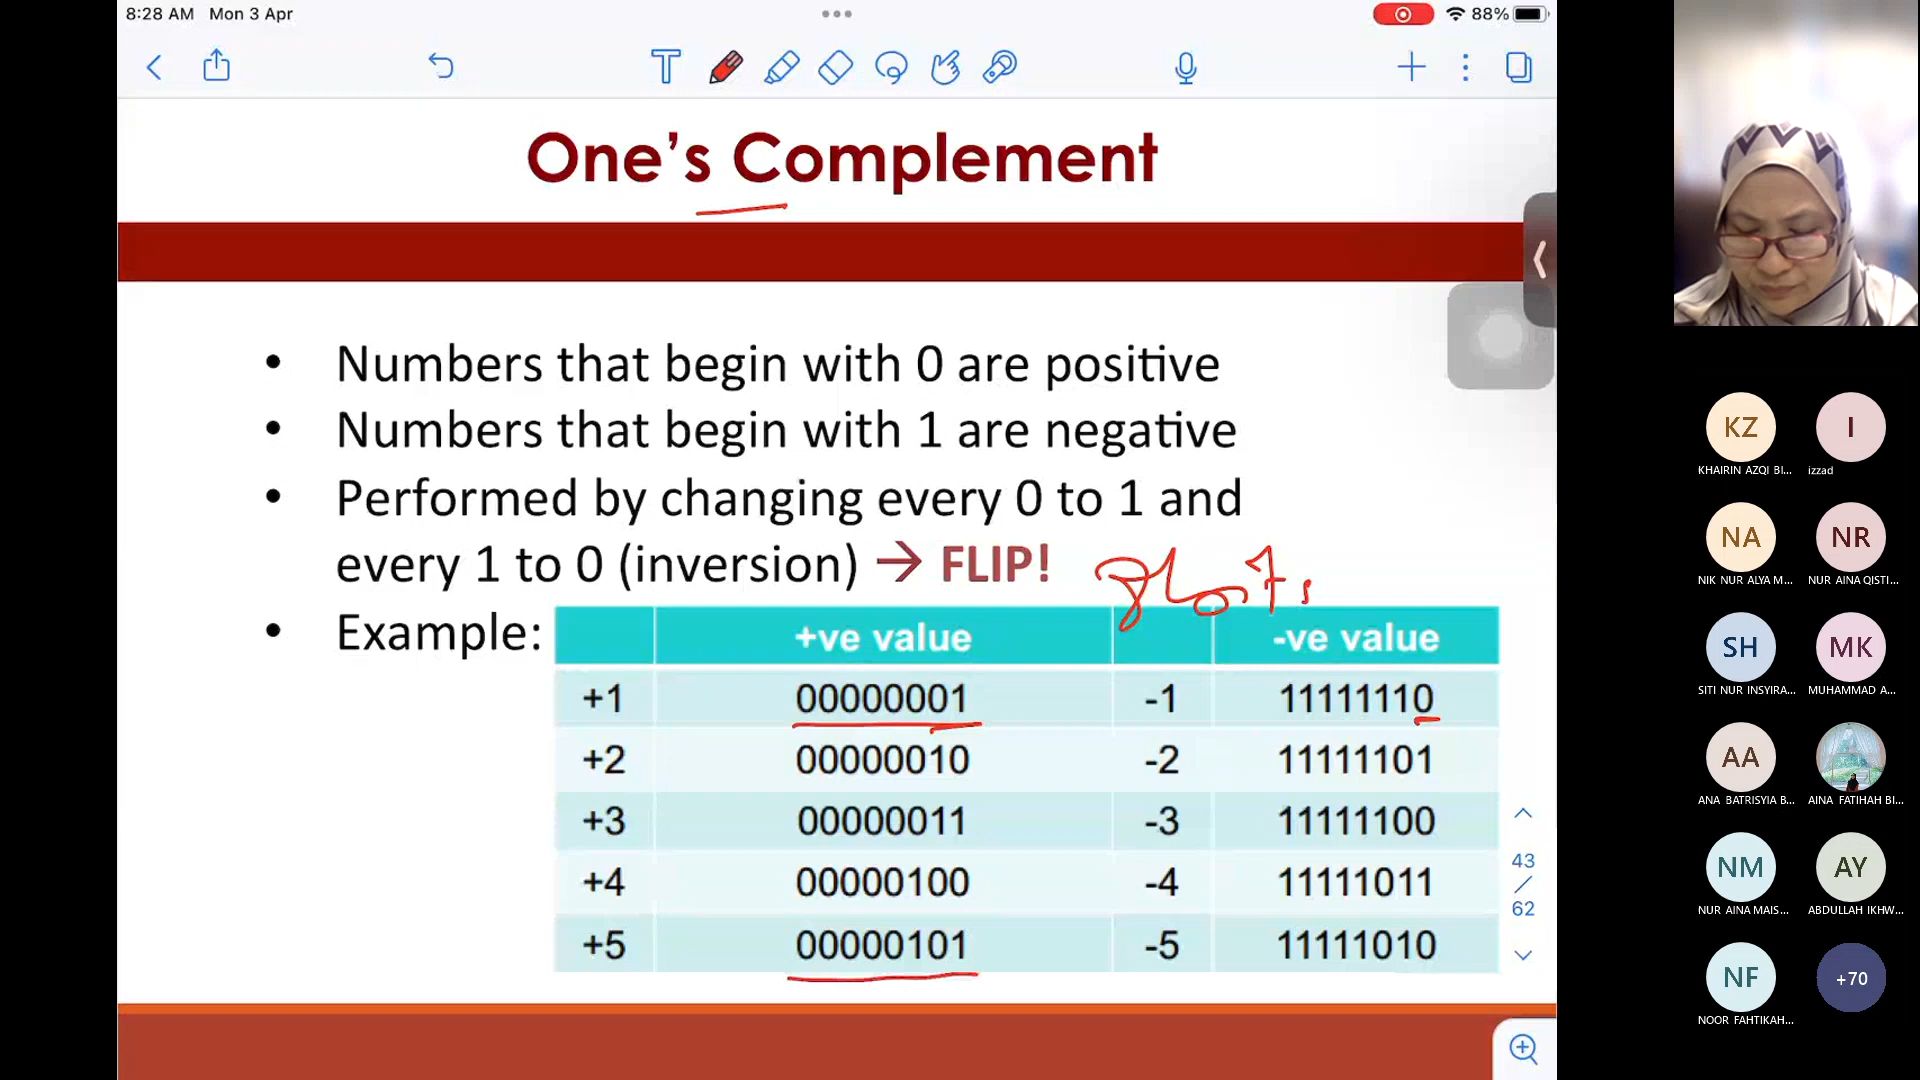 8:28 AM Mon 3 Apr
88%
One's Complement
• Numbers that begin with 0 are positive
• Numbers that begin with 1 are negative
• Performed by changing every 0 to 1 and
every 1 to 0 (inversion) → FLIP!
• Example:
+ve value -ve value
+1 00000001 -1 11111110
+2 00000010 -2 11111101
+3 00000011 -3 11111100
+4 00000100 -4 11111011
+5 00000101 -5 11111010
43
/
62
KZ I
KHAIRIN AZQI BI... izzad
NA NR
NIK NUR ALYA M... NUR AINA QISTI...
SH MK
SITI NUR INSYIRA... MUHAMMAD A...
AA
ANA BATRISYIA B... AINA FATIHAH BI...
NM AY
NUR AINA MAIS... ABDULLAH IKHW...
NF +70
NOOR FAHTIKAH...